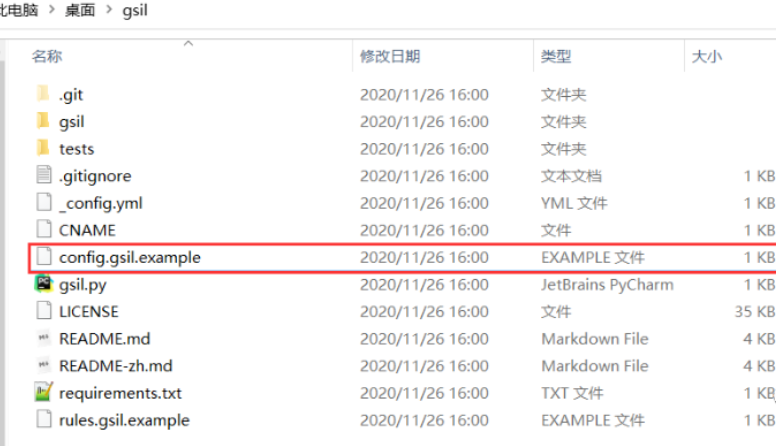 此电脑 > 桌面 > gsil
名称 修改日期 类型 大小
.git 2020/11/26 16:00 文件夹
gsil 2020/11/26 16:00 文件夹
tests 2020/11/26 16:00 文件夹
.gitignore 2020/11/26 16:00 文本文档 1 KB
_config.yml 2020/11/26 16:00 YML 文件 1 KB
CNAME 2020/11/26 16:00 文件 1 KB
config.gsil.example 2020/11/26 16:00 EXAMPLE 文件 1 KB
gsil.py 2020/11/26 16:00 JetBrains PyCharm 1 KB
LICENSE 2020/11/26 16:00 文件 35 KB
README.md 2020/11/26 16:00 Markdown File 4 KB
README-zh.md 2020/11/26 16:00 Markdown File 4 KB
requirements.txt 2020/11/26 16:00 TXT 文件 1 KB
rules.gsil.example 2020/11/26 16:00 EXAMPLE 文件 1 KB